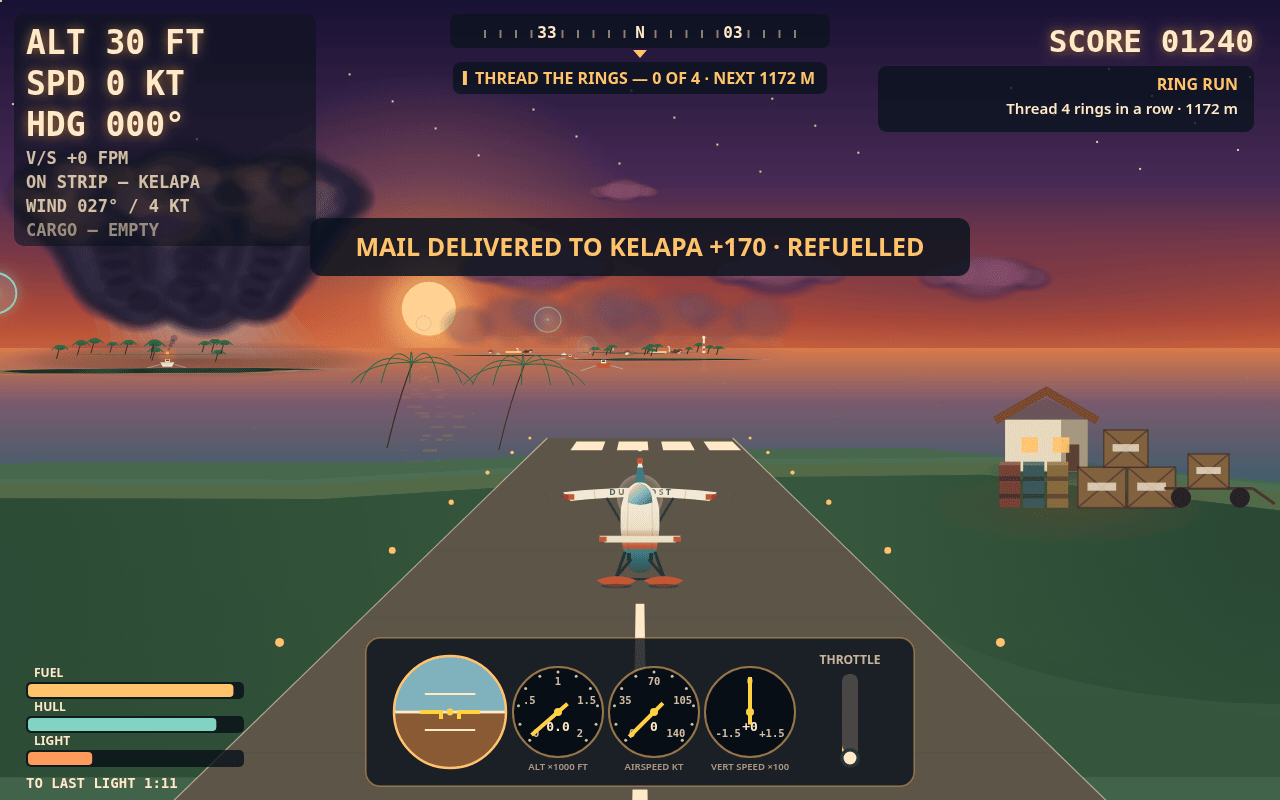 ALT 30 FT
SPD 0 KT
HDG 000°
V/S +0 FPM
ON STRIP — KELAPA
WIND 027° / 4 KT
CARGO — EMPTY
33 N 03
THREAD THE RINGS — 0 OF 4 · NEXT 1172 M
SCORE 01240
RING RUN
Thread 4 rings in a row · 1172 m
MAIL DELIVERED TO KELAPA +170 · REFUELLED
FUEL
HULL
LIGHT
TO LAST LIGHT 1:11
.5 1 1.5 2
0.0
ALT ×1000 FT
35 70 105 140
0
AIRSPEED KT
-1.5 +1.5
+0
VERT SPEED ×100
THROTTLE